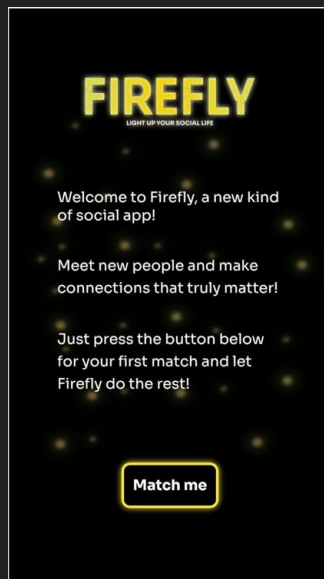 FIREFLY
LIGHT UP YOUR SOCIAL LIFE
Welcome to Firefly, a new kind
of social app!
Meet new people and make
connections that truly matter!
Just press the button below
for your first match and let
Firefly do the rest!
Match me